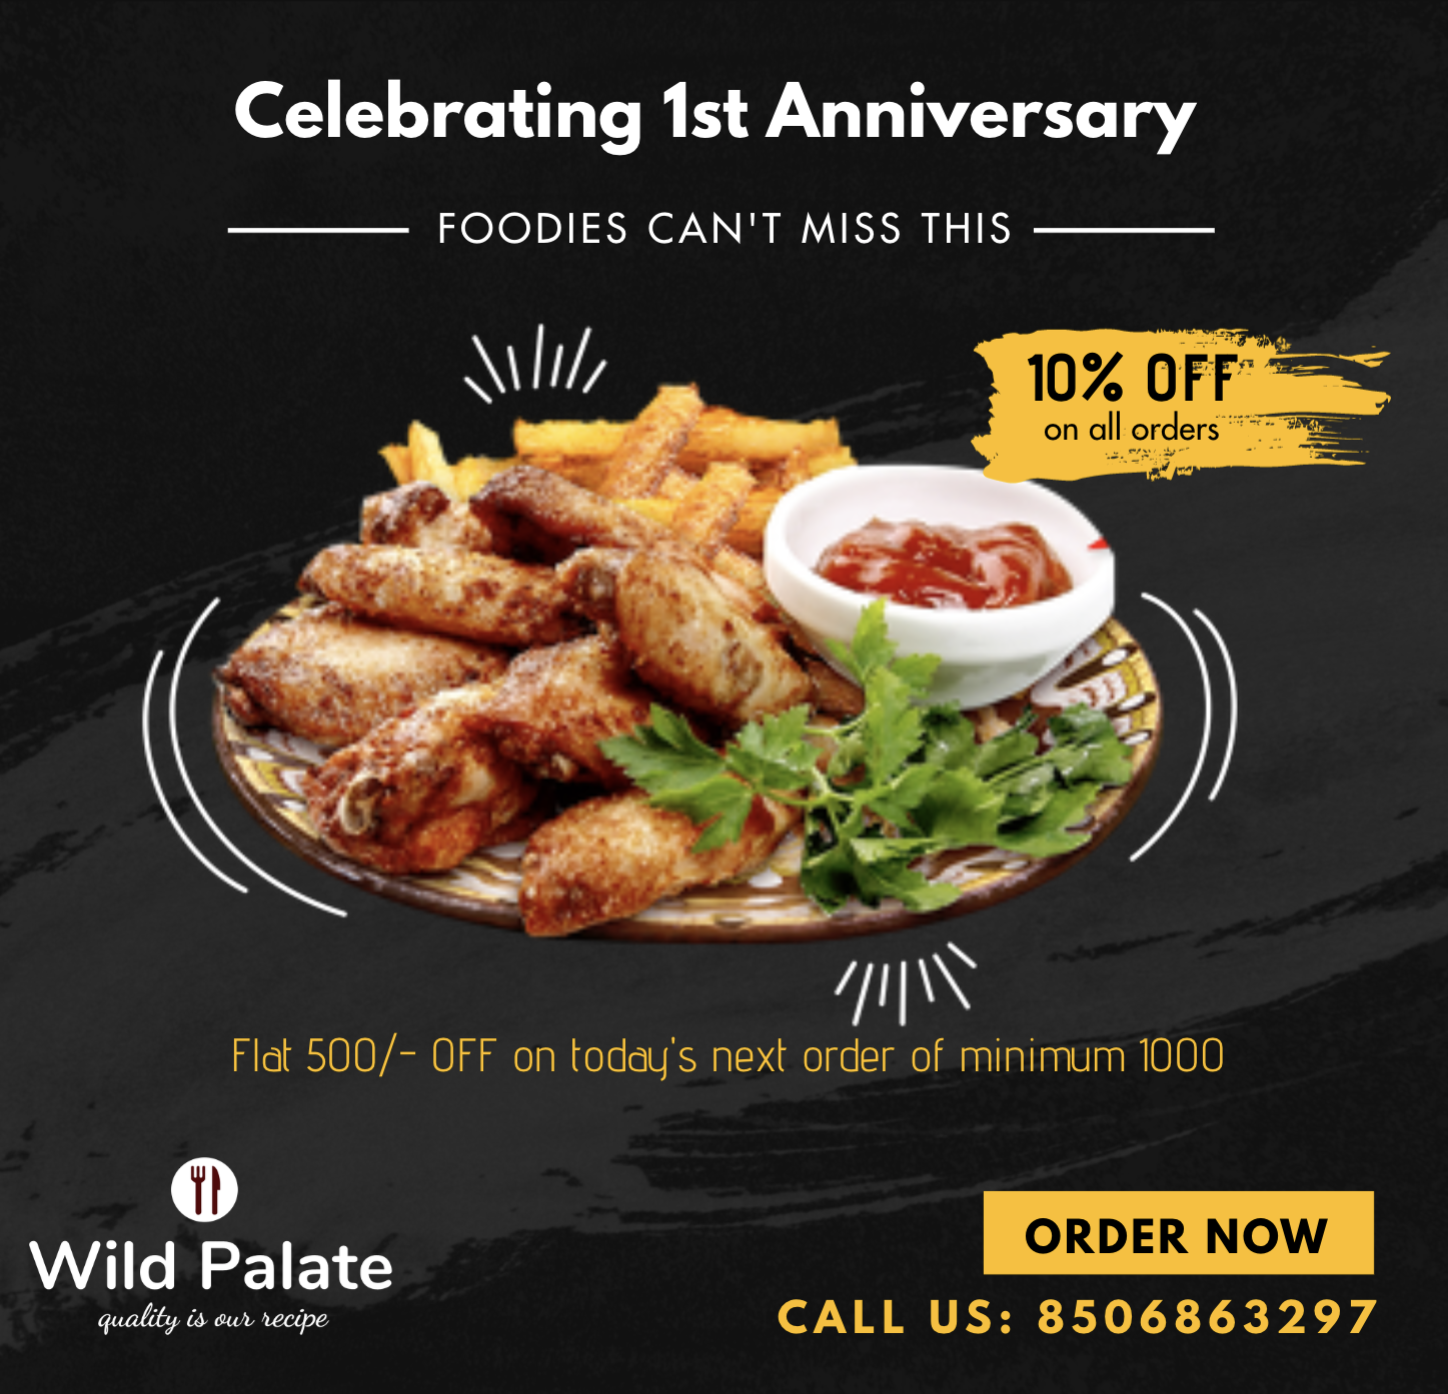 Celebrating 1st Anniversary
FOODIES CAN'T MISS THIS
10% OFF
on all orders
Flat 500/- OFF on today's next order of minimum 1000
Wild Palate
quality is our recipe
ORDER NOW
CALL US: 8506863297